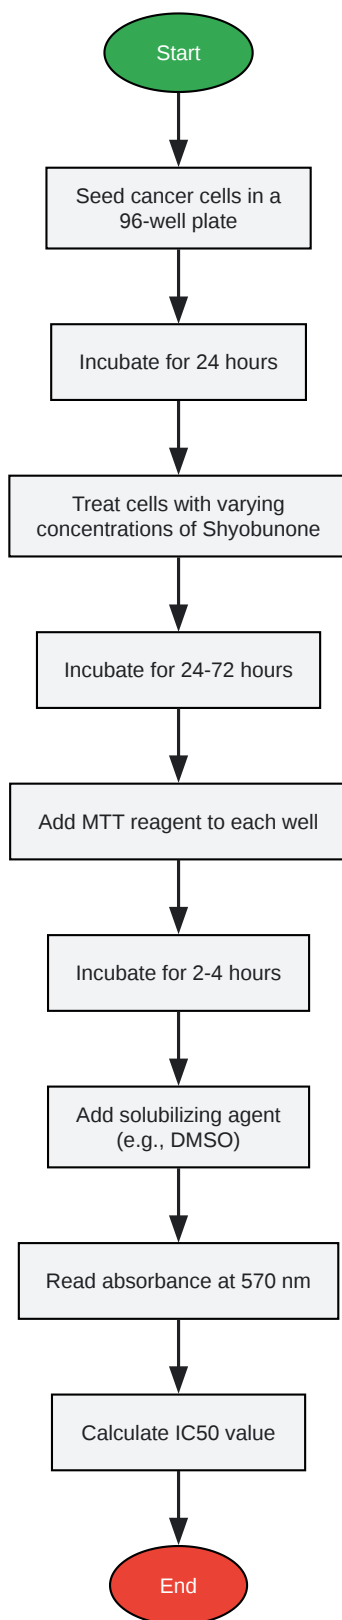 Start
Seed cancer cells in a
96-well plate
Incubate for 24 hours
Treat cells with varying
concentrations of Shyobunone
Incubate for 24-72 hours
Add MTT reagent to each well
Incubate for 2-4 hours
Add solubilizing agent
(e.g., DMSO)
Read absorbance at 570 nm
Calculate IC50 value
End